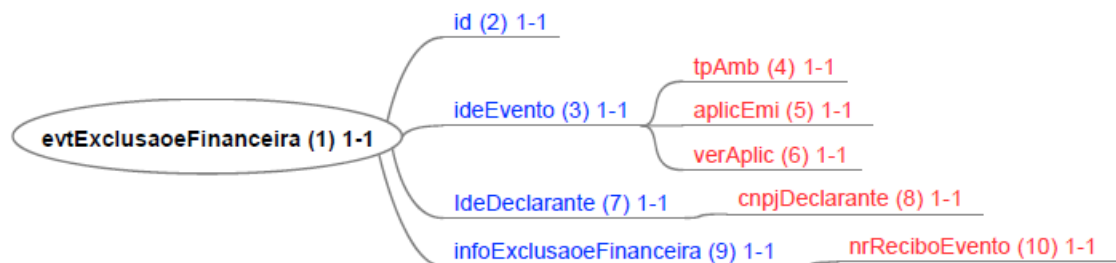 evtExclusaoeFinanceira (1) 1-1
id (2) 1-1
ideEvento (3) 1-1
tpAmb (4) 1-1
aplicEmi (5) 1-1
verAplic (6) 1-1
IdeDeclarante (7) 1-1
cnpjDeclarante (8) 1-1
infoExclusaoeFinanceira (9) 1-1
nrReciboEvento (10) 1-1